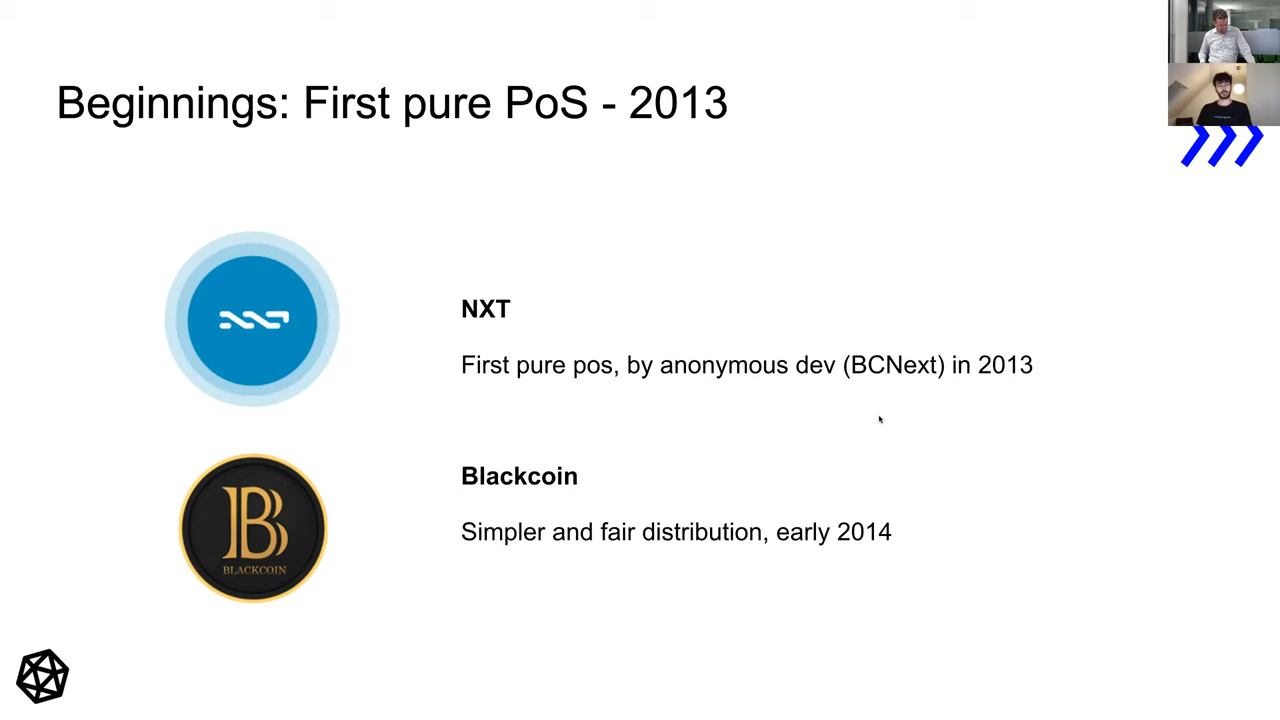 Beginnings: First pure PoS - 2013
NXT
First pure pos, by anonymous dev (BCNext) in 2013
Blackcoin
Simpler and fair distribution, early 2014
BLACKCOIN